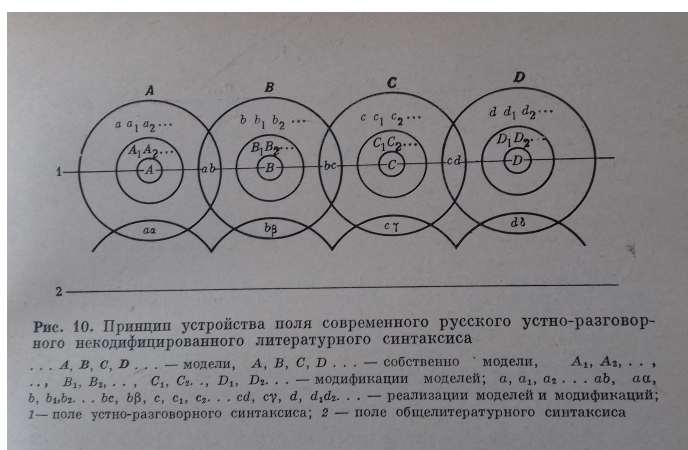 A B C D
a a₁ a₂... b b₁ b₂ ... c c₁ c₂... d d₁ d₂...
A₁A₂... B₁B₂... C₁C₂... D₁D₂...
1 A ab B bc C cd D
aα bβ cγ dδ
2
Рис. 10. Принцип устройства поля современного русского устно-разговор-
ного некодифицированного литературного синтаксиса
. . . A, B, C, D . . . — модели, A, B, C, D . . . — собственно модели, A₁, A₂, . . ,
. ., B₁, B₂, . . , C₁, C₂. ., D₁, D₂. . . — модификации моделей; a, a₁, a₂ . . . ab, aα,
b, b₁,b₂. . . bc, bβ, c, c₁, c₂. . . cd, cγ, d, d₁d₂. . . — реализации моделей и модификаций;
1— поле устно-разговорного синтаксиса; 2 — поле общелитературного синтаксиса